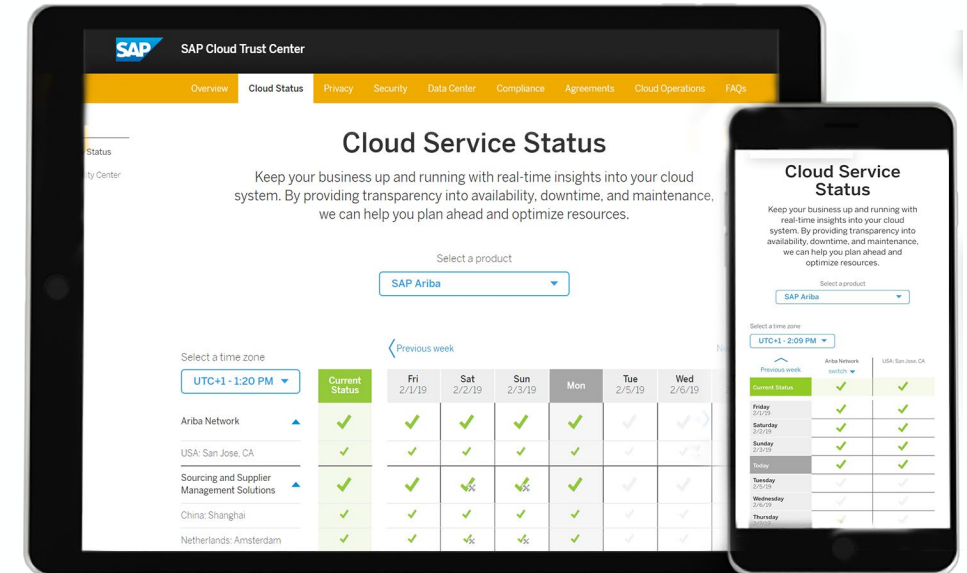 SAP
SAP Cloud Trust Center
Overview Cloud Status Privacy Security Data Center Compliance Agreements Cloud Operations FAQs
Status
ity Center
Cloud Service Status
Keep your business up and running with real-time insights into your cloud
system. By providing transparency into availability, downtime, and maintenance,
we can help you plan ahead and optimize resources.
Select a product
SAP Ariba
Previous week
Select a time zone
UTC+1 - 1:20 PM
Current
Status
Fri
2/1/19
Sat
2/2/19
Sun
2/3/19
Mon
Tue
2/5/19
Wed
2/6/19
Ariba Network
USA: San Jose, CA
Sourcing and Supplier
Management Solutions
China: Shanghai
Netherlands: Amsterdam
Cloud Service
Status
Keep your business up and running with
real-time insights into your cloud
system. By providing transparency into
availability, downtime, and maintenance,
we can help you plan ahead and
optimize resources.
Select a product
SAP Ariba
Select a time zone
UTC+1 - 2:09 PM
Previous week
Ariba Network
switch
USA: San Jose, CA
Current Status
Friday
2/1/19
Saturday
2/2/19
Sunday
2/3/19
Today
Tuesday
2/5/19
Wednesday
2/6/19
Thursday